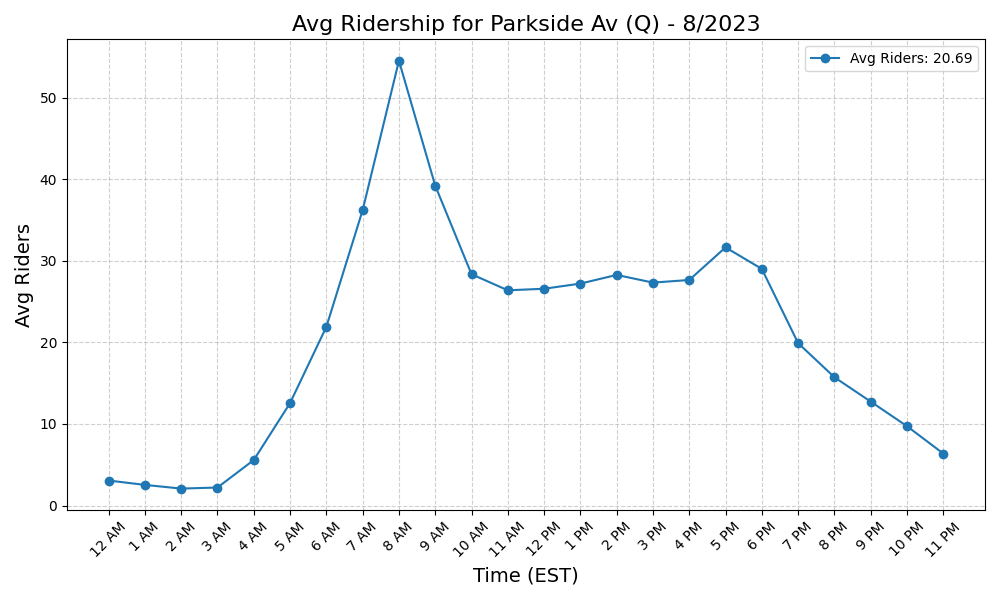 Avg Ridership for Parkside Av (Q) - 8/2023
Avg Riders: 20.69
Avg Riders
50
40
30
20
10
0
12 AM
1 AM
2 AM
3 AM
4 AM
5 AM
6 AM
7 AM
8 AM
9 AM
10 AM
11 AM
12 PM
1 PM
2 PM
3 PM
4 PM
5 PM
6 PM
7 PM
8 PM
9 PM
10 PM
11 PM
Time (EST)